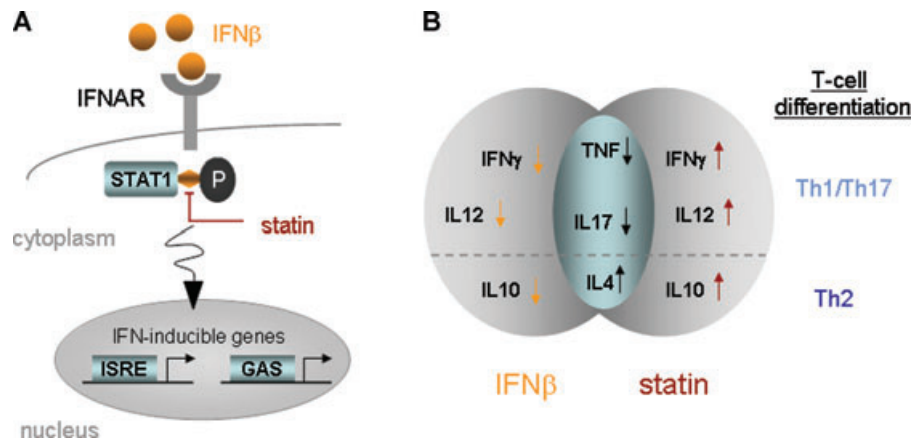 A
IFNβ
IFNAR
STAT1
P
statin
cytoplasm
IFN-inducible genes
ISRE
GAS
nucleus
B
T-cell
differentiation
IFNγ ↓
TNF ↓
IFNγ ↑
Th1/Th17
IL12 ↓
IL17 ↓
IL12 ↑
IL10 ↓
IL4 ↑
IL10 ↑
Th2
IFNβ
statin